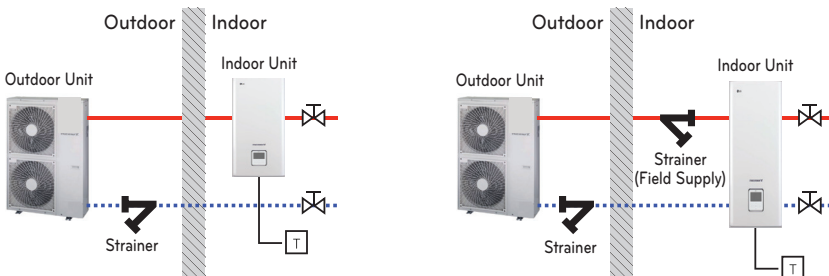 Outdoor Indoor
Indoor Unit
Outdoor Unit
Strainer
T
Outdoor Indoor
Indoor Unit
Outdoor Unit
Strainer
(Field Supply)
Strainer
T